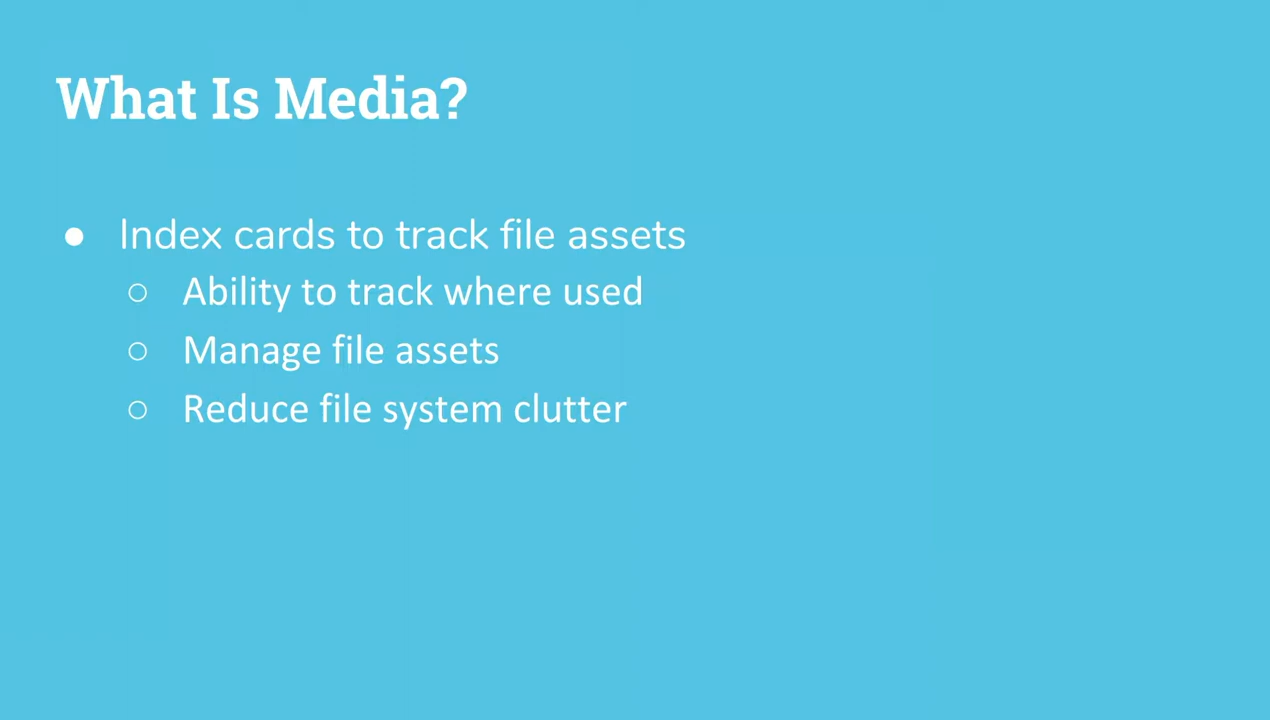 What Is Media?
● Index cards to track file assets
○ Ability to track where used
○ Manage file assets
○ Reduce file system clutter